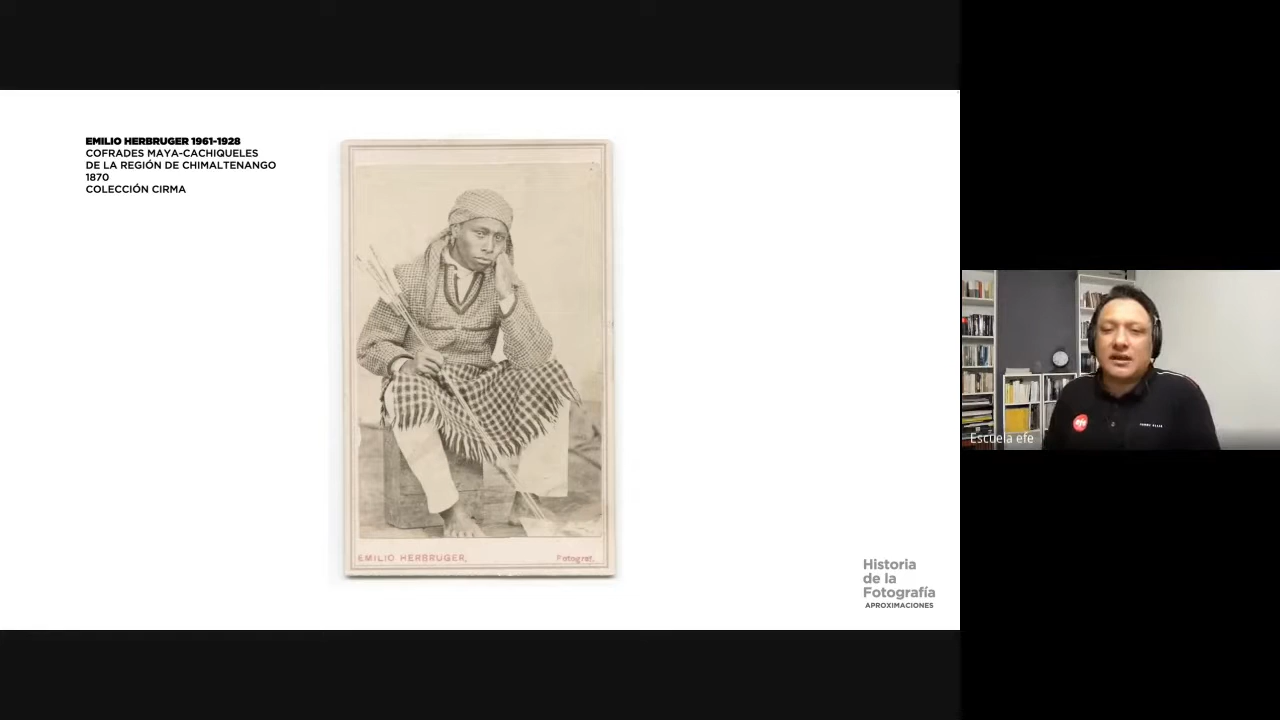 EMILIO HERBRUGER 1961-1928
COFRADES MAYA-CACHIQUELES
DE LA REGIÓN DE CHIMALTENANGO
1870
COLECCIÓN CIRMA
EMILIO HERBRUGER,
Fotograf.
Historia
de la
Fotografía
APROXIMACIONES
efe
Escuela efe